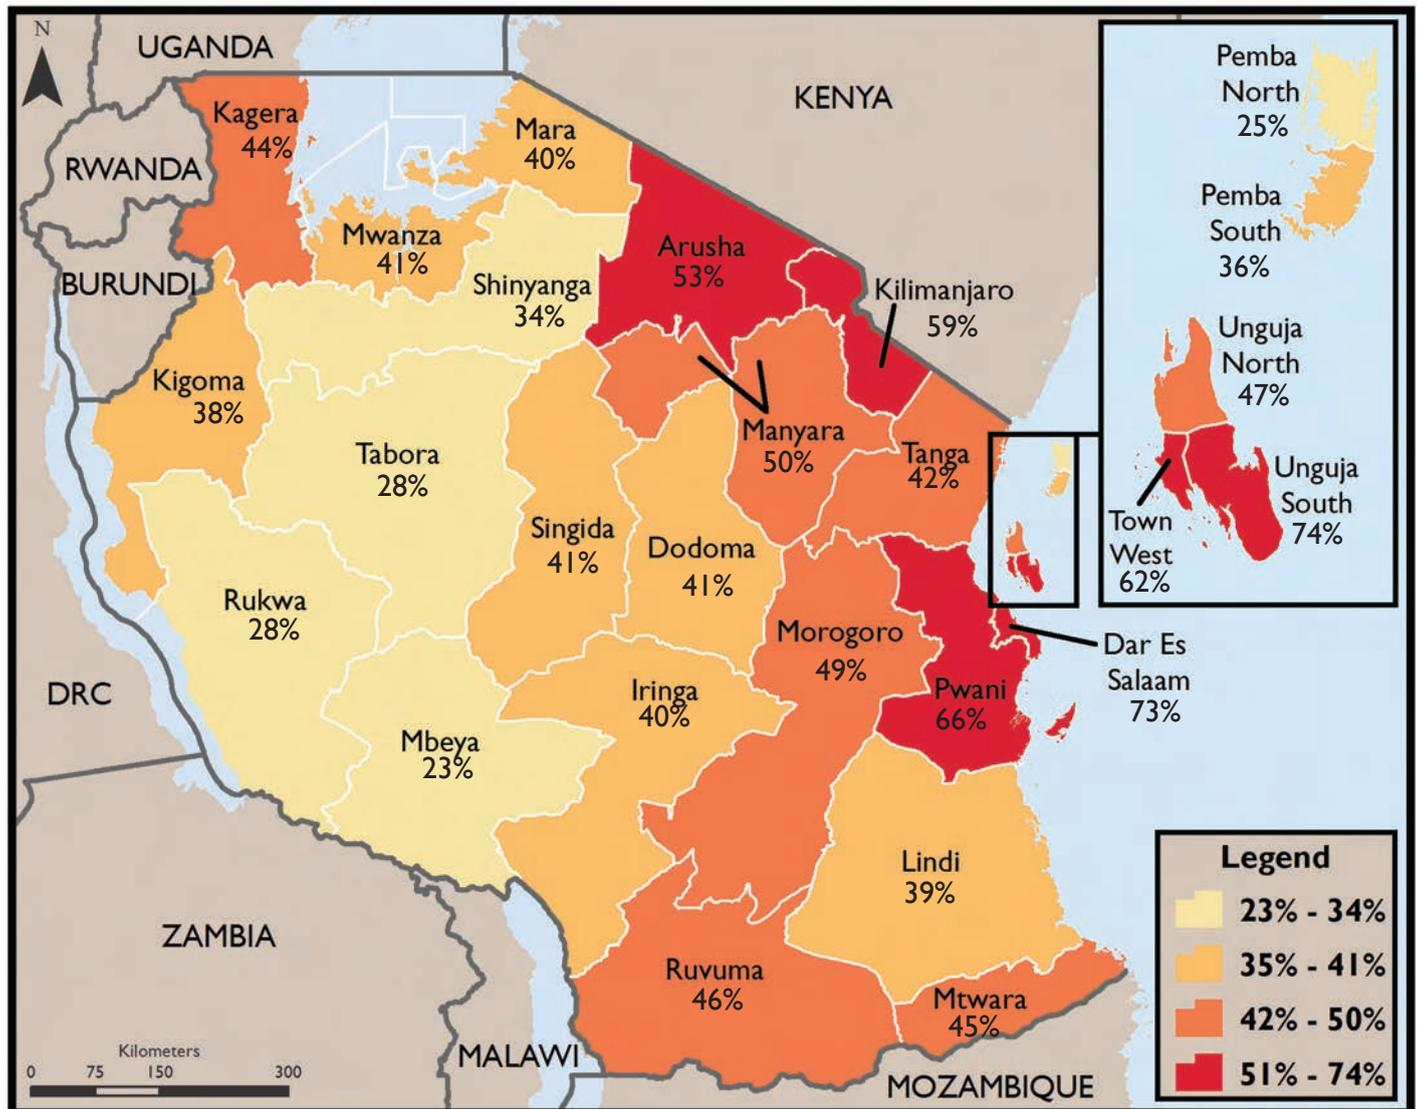 N
UGANDA
KENYA
RWANDA
BURUNDI
DRC
ZAMBIA
MALAWI
MOZAMBIQUE
Kagera
44%
Mara
40%
Mwanza
41%
Shinyanga
34%
Arusha
53%
Kilimanjaro
59%
Kigoma
38%
Tabora
28%
Singida
41%
Dodoma
41%
Manyara
50%
Tanga
42%
Rukwa
28%
Mbeya
23%
Iringa
40%
Morogoro
49%
Pwani
66%
Dar Es
Salaam
73%
Lindi
39%
Ruvuma
46%
Mtwara
45%
Pemba
North
25%
Pemba
South
36%
Unguja
North
47%
Unguja
South
74%
Town
West
62%
Legend
23% - 34%
35% - 41%
42% - 50%
51% - 74%
Kilometers
0 75 150 300